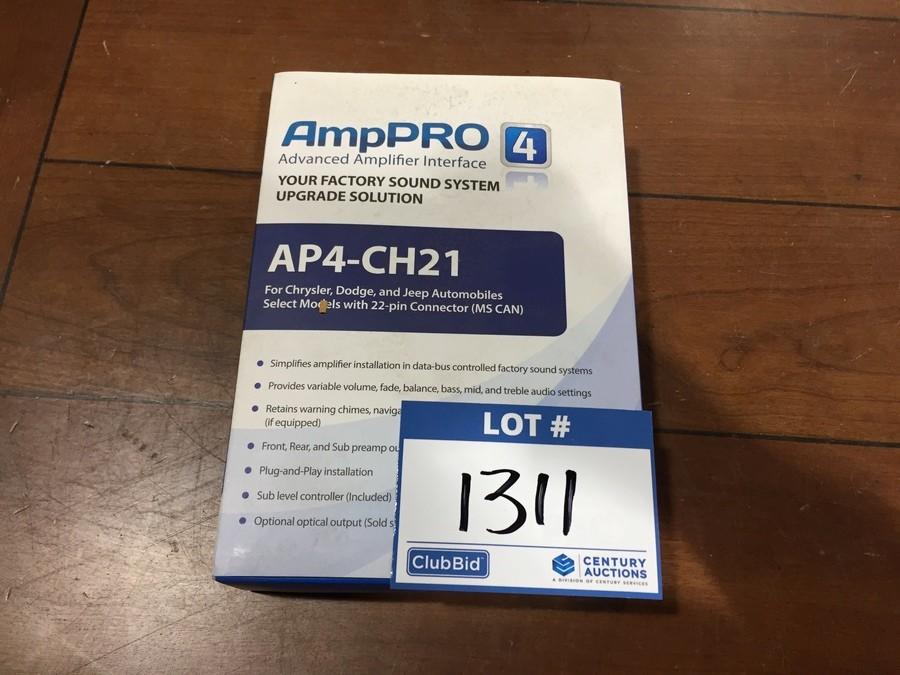 AmpPRO 4
Advanced Amplifier Interface
YOUR FACTORY SOUND SYSTEM
UPGRADE SOLUTION
AP4-CH21
For Chrysler, Dodge, and Jeep Automobiles
Select Models with 22-pin Connector (MS CAN)
• Simplifies amplifier installation in data-bus controlled factory sound systems
• Provides variable volume, fade, balance, bass, mid, and treble audio settings
• Retains warning chimes,
(if equipped)
• Front, Rear, and Sub preamp
• Plug-and-Play installation
• Sub level controller (Included)
• Optional optical output (Sold
LOT #
1311
ClubBid
CENTURY
AUCTIONS
A DIVISION OF CENTURY SERVICES